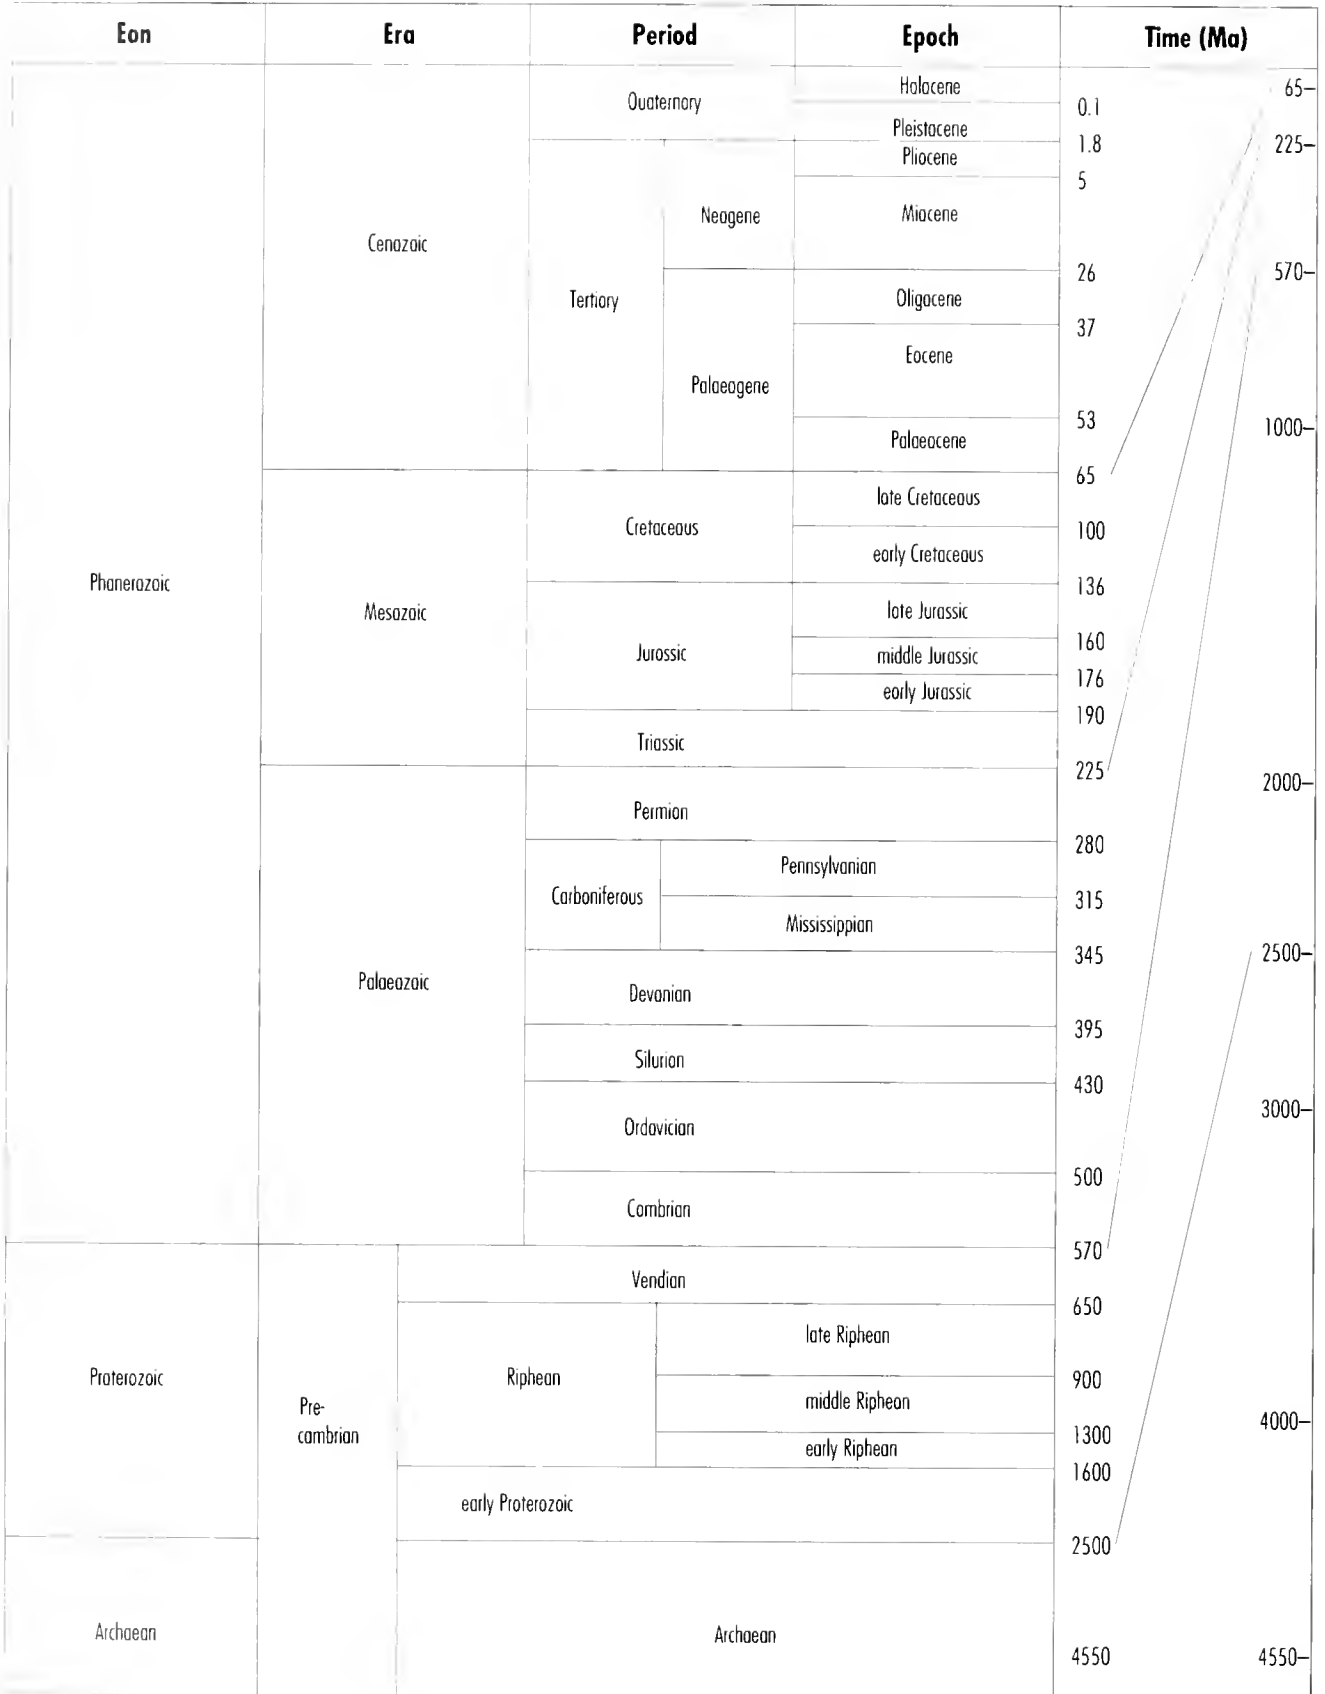 Eon Era Period Epoch Time (Ma)
Holocene
65–
Quaternary
0.1
Pleistocene
1.8
225–
Pliocene
5
Neogene
Miocene
Cenozoic
26
570–
Tertiary
Oligocene
37
Eocene
Palaeogene
53
1000–
Palaeocene
65
late Cretaceous
Cretaceous
100
early Cretaceous
Phanerozoic
136
Mesozoic
late Jurassic
160
Jurassic
middle Jurassic
176
early Jurassic
190
Triassic
225
2000–
Permian
280
Pennsylvanian
Carboniferous
315
Mississippian
345
2500–
Palaeozoic
Devonian
395
Silurian
430
3000–
Ordovician
500
Cambrian
570
Vendian
650
late Riphean
Proterozoic
Riphean
900
Pre-
cambrian
middle Riphean
4000–
1300
early Riphean
1600
early Proterozoic
2500
Archaean
Archaean
4550
4550–